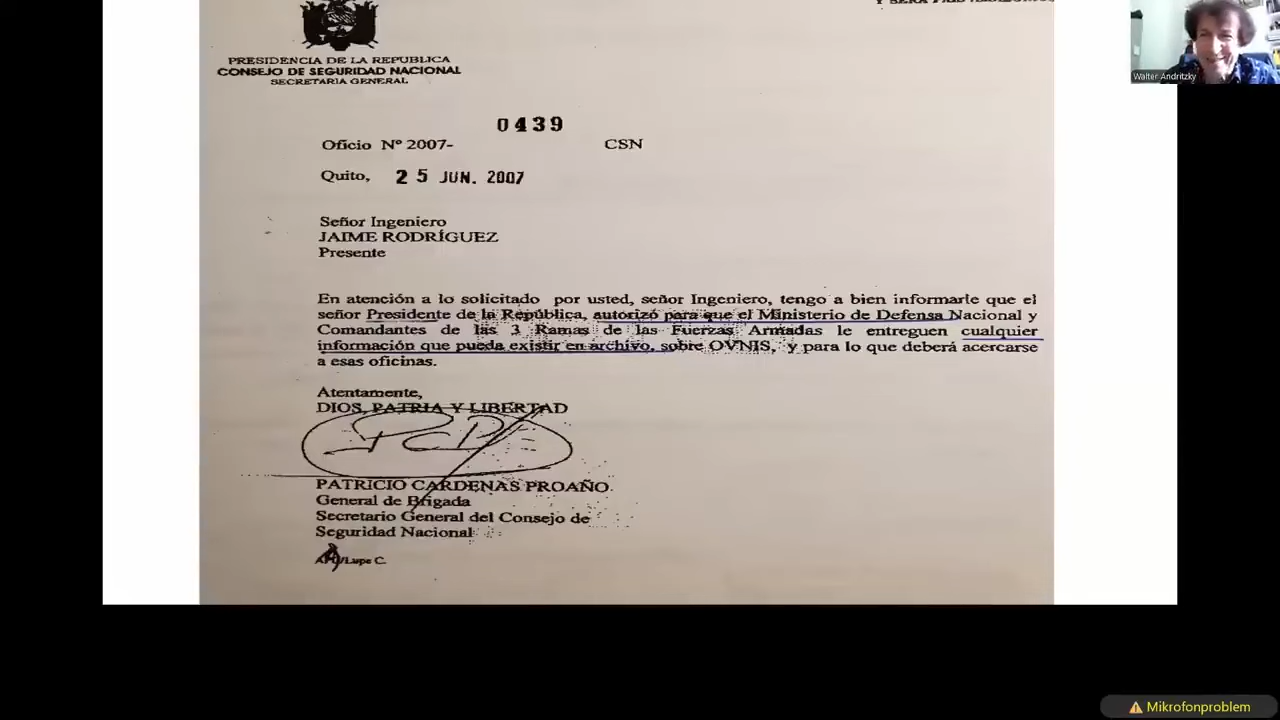 PRESIDENCIA DE LA REPUBLICA
CONSEJO DE SEGURIDAD NACIONAL
SECRETARIA GENERAL
Walter Andritzky
0439
Oficio Nº 2007- CSN
Quito, 25 JUN. 2007
Señor Ingeniero
JAIME RODRÍGUEZ
Presente
En atención a lo solicitado por usted, señor Ingeniero, tengo a bien informarle que el
señor Presidente de la República, autorizó para que el Ministerio de Defensa Nacional y
Comandantes de las 3 Ramas de las Fuerzas Armadas le entreguen cualquier
información que pueda existir en archivo, sobre OVNIS, y para lo que deberá acercarse
a esas oficinas.
Atentamente,
DIOS, PATRIA Y LIBERTAD
PATRICIO CARDENAS PROAÑO
General de Brigada
Secretario General del Consejo de
Seguridad Nacional
/Lupe C.
Mikrofonproblem